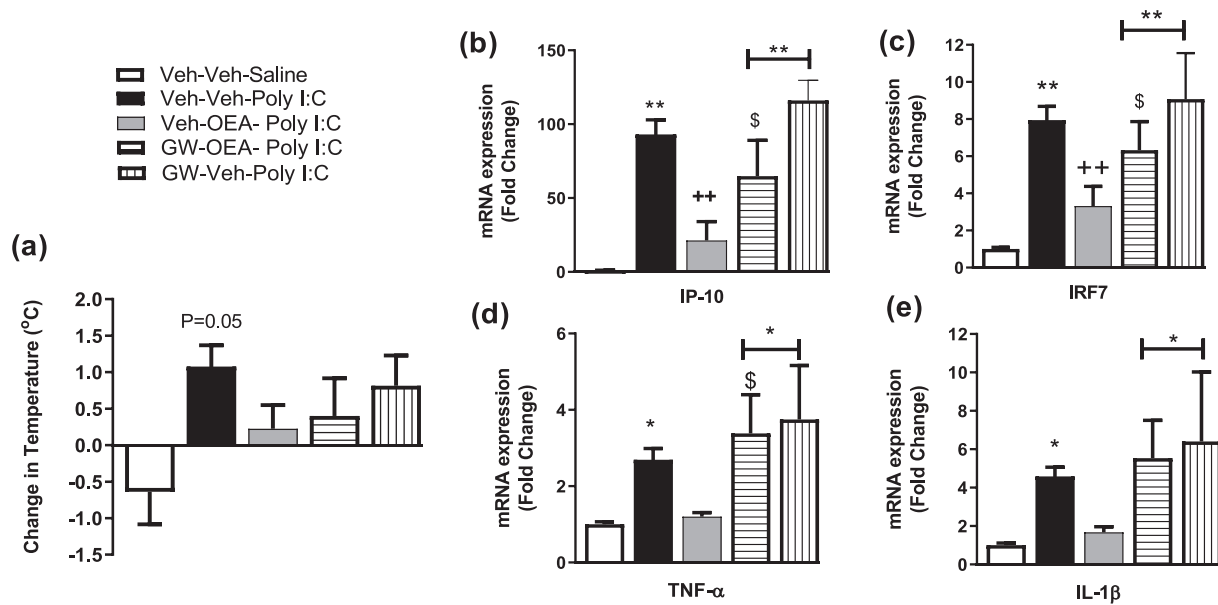 Veh-Veh-Saline
Veh-Veh-Poly I:C
Veh-OEA- Poly I:C
GW-OEA- Poly I:C
GW-Veh-Poly I:C
(a)
Change in Temperature (°C)
2.0
1.5
1.0
0.5
0.0
-0.5
-1.0
-1.5
P=0.05
(b)
mRNA expression
(Fold Change)
150
100
50
0
**
++
$
**
IP-10
(c)
mRNA expression
(Fold Change)
12
10
8
6
4
2
0
**
++
$
**
IRF7
(d)
mRNA expression
(Fold Change)
6
4
2
0
*
$
*
TNF-α
(e)
mRNA expression
(Fold Change)
12
10
8
6
4
2
0
*
*
IL-1β